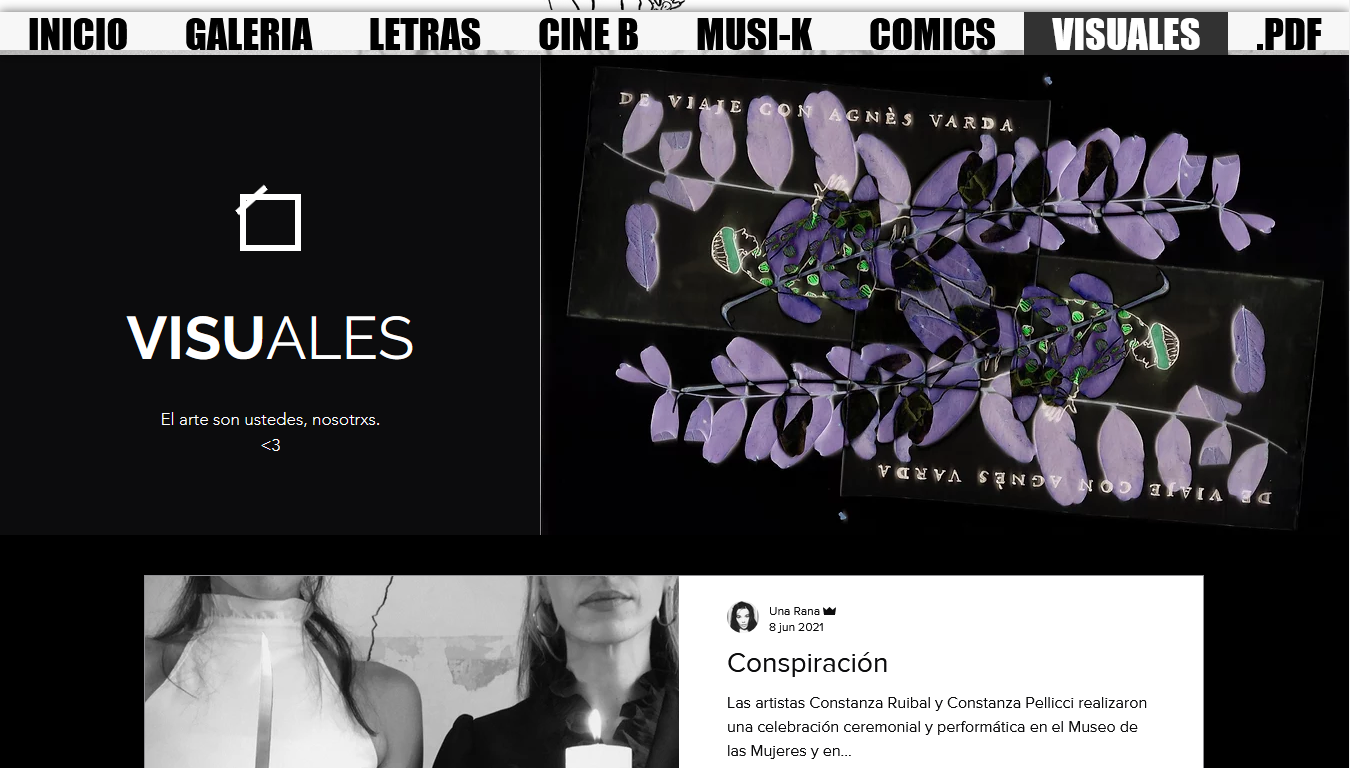 INICIO GALERIA LETRAS CINE B MUSI-K COMICS VISUALES .PDF
DE VIAJE CON AGNÈS VARDA
VISUALES
El arte son ustedes, nosotrxs.
<3
DE VIAJE CON AGNÈS VARDA
Una Rana
8 jun 2021
Conspiración
Las artistas Constanza Ruibal y Constanza Pellicci realizaron
una celebración ceremonial y performática en el Museo de
las Mujeres y en...